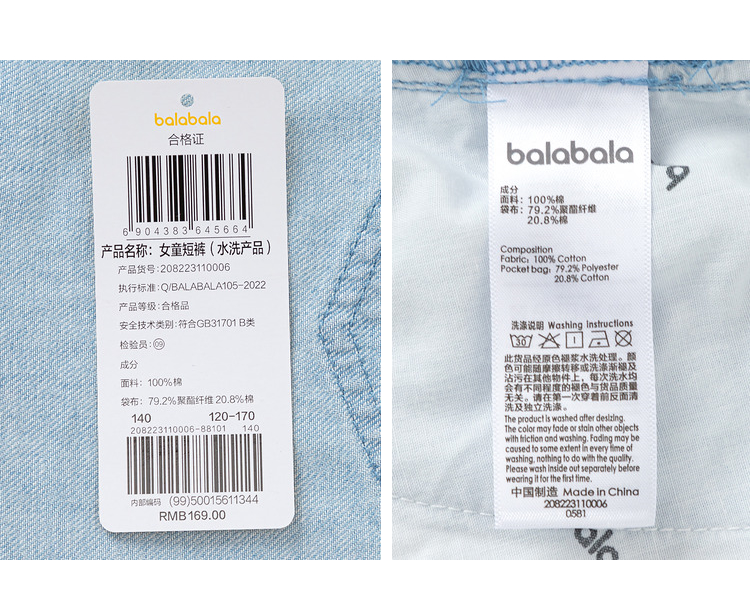 balabala
合格证
6 904383 645664
产品名称：女童短裤（水洗产品）
产品货号：208223110006
执行标准：Q/BALABALA105-2022
产品等级：合格品
安全技术类别：符合GB31701 B类
检验员：09
成分
面料：100%棉
袋布：79.2%聚酯纤维 20.8%棉
140 120-170
208223110006-88101 140
内部编码 (99)50015611344
RMB169.00
balabala
成分
面料：100%棉
袋布：79.2%聚酯纤维
20.8%棉
Composition
Fabric: 100% Cotton
Pocket bag: 79.2% Polyester
20.8% Cotton
洗涤说明 Washing Instructions
30
此货品经原色褪浆水洗处理。颜
色可能随摩擦转移或洗涤渐褪及
沾污在其他物件上，每次洗水均
会有不同程度的褪色与货品质量
无关。请在第一次穿着前反面清
洗及独立洗涤。
The product is washed after desizing.
The color may fade or stain other objects
with friction and washing. Fading may be
caused to some extent in every time of
washing, nothing to do with the quality.
Please wash inside out separately before
wearing it for the first time.
中国制造 Made in China
208223110006
0581